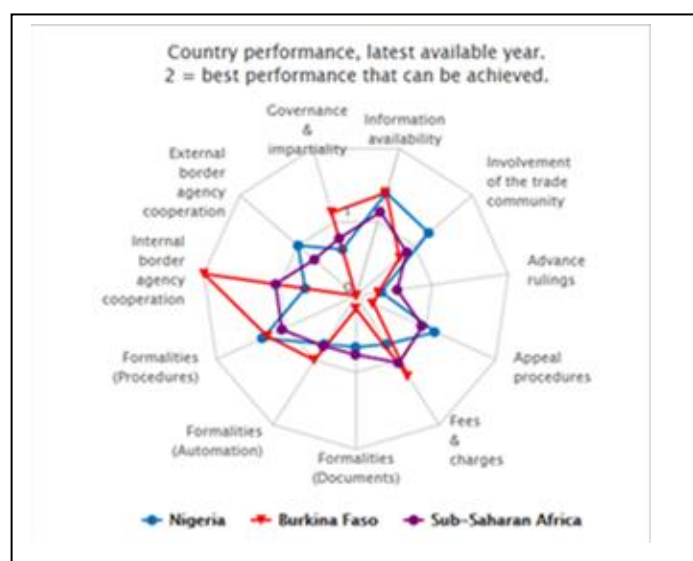 Country performance, latest available year.
2 = best performance that can be achieved.
Governance
&
impartiality
Information
availability
External
border
agency
cooperation
Involvement
of the trade
community
Internal
border
agency
cooperation
Advance
rulings
1
0
Formalities
(Procedures)
Appeal
procedures
Formalities
(Automation)
Formalities
(Documents)
Fees
&
charges
Nigeria Burkina Faso Sub-Saharan Africa